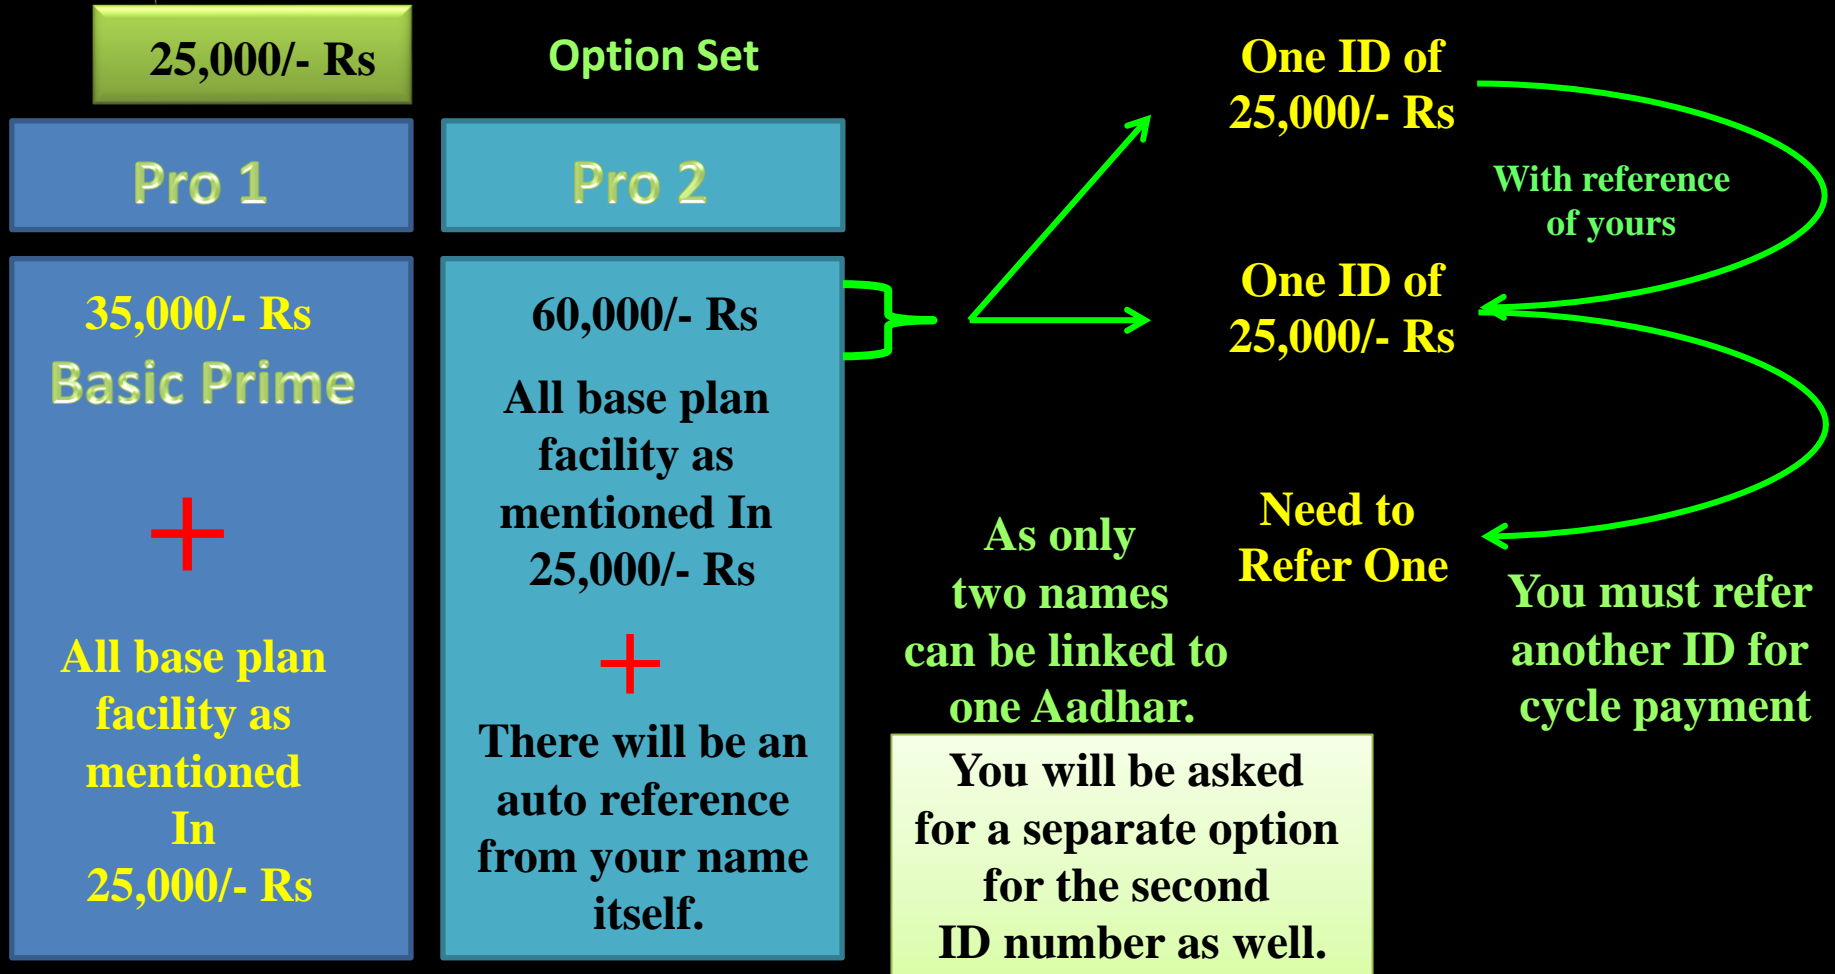 25,000/- Rs
Option Set
Pro 1
Pro 2
35,000/- Rs
Basic Prime
+
All base plan
facility as
mentioned
In
25,000/- Rs
60,000/- Rs
All base plan
facility as
mentioned In
25,000/- Rs
+
There will be an
auto reference
from your name
itself.
One ID of
25,000/- Rs
With reference
of yours
One ID of
25,000/- Rs
Need to
Refer One
As only
two names
can be linked to
one Aadhar.
You will be asked
for a separate option
for the second
ID number as well.
You must refer
another ID for
cycle payment